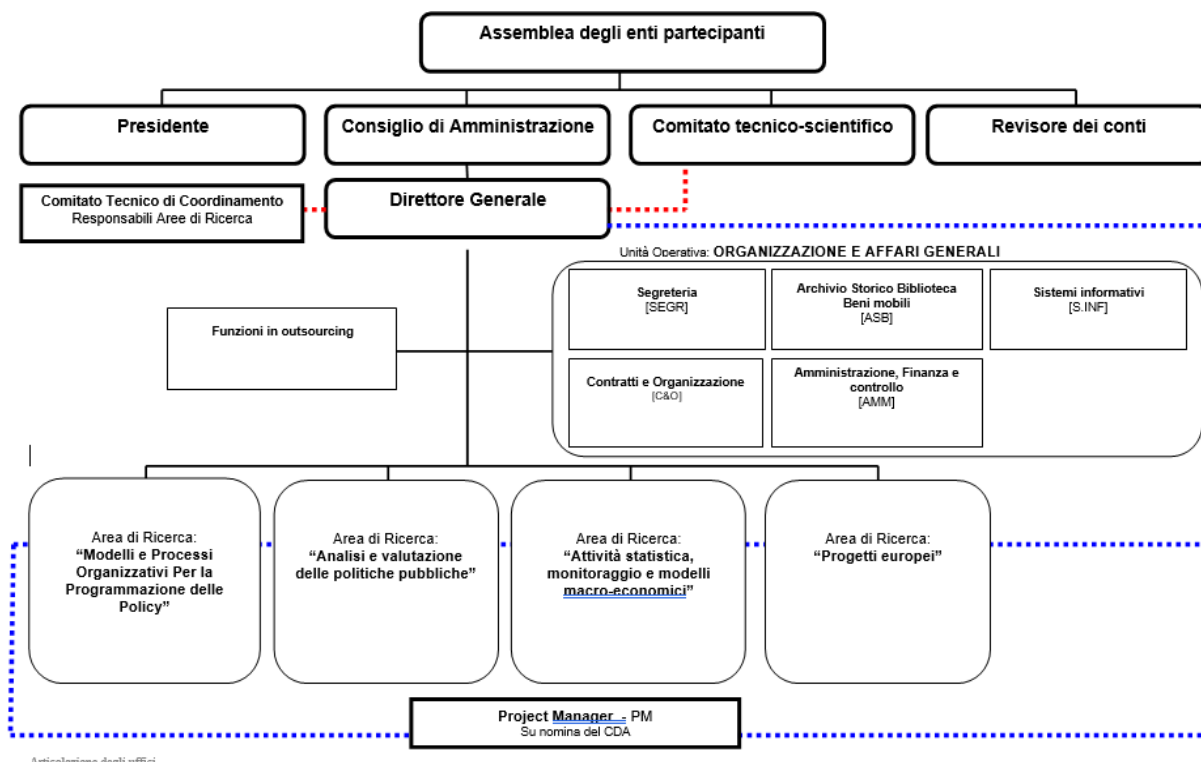 Assemblea degli enti partecipanti
Presidente
Consiglio di Amministrazione
Comitato tecnico-scientifico
Revisore dei conti
Comitato Tecnico di Coordinamento
Responsabili Aree di Ricerca
Direttore Generale
Unità Operativa: ORGANIZZAZIONE E AFFARI GENERALI
Segreteria
[SEGR]
Archivio Storico Biblioteca
Beni mobili
[ASB]
Sistemi informativi
[S.INF]
Funzioni in outsourcing
Contratti e Organizzazione
[C&O]
Amministrazione, Finanza e
controllo
[AMM]
Area di Ricerca:
“Modelli e Processi
Organizzativi Per la
Programmazione delle
Policy”
Area di Ricerca:
“Analisi e valutazione
delle politiche pubbliche”
Area di Ricerca:
“Attività statistica,
monitoraggio e modelli
macro-economici”
Area di Ricerca:
“Progetti europei”
Project Manager - PM
Su nomina del CDA
Articolazione degli uffici